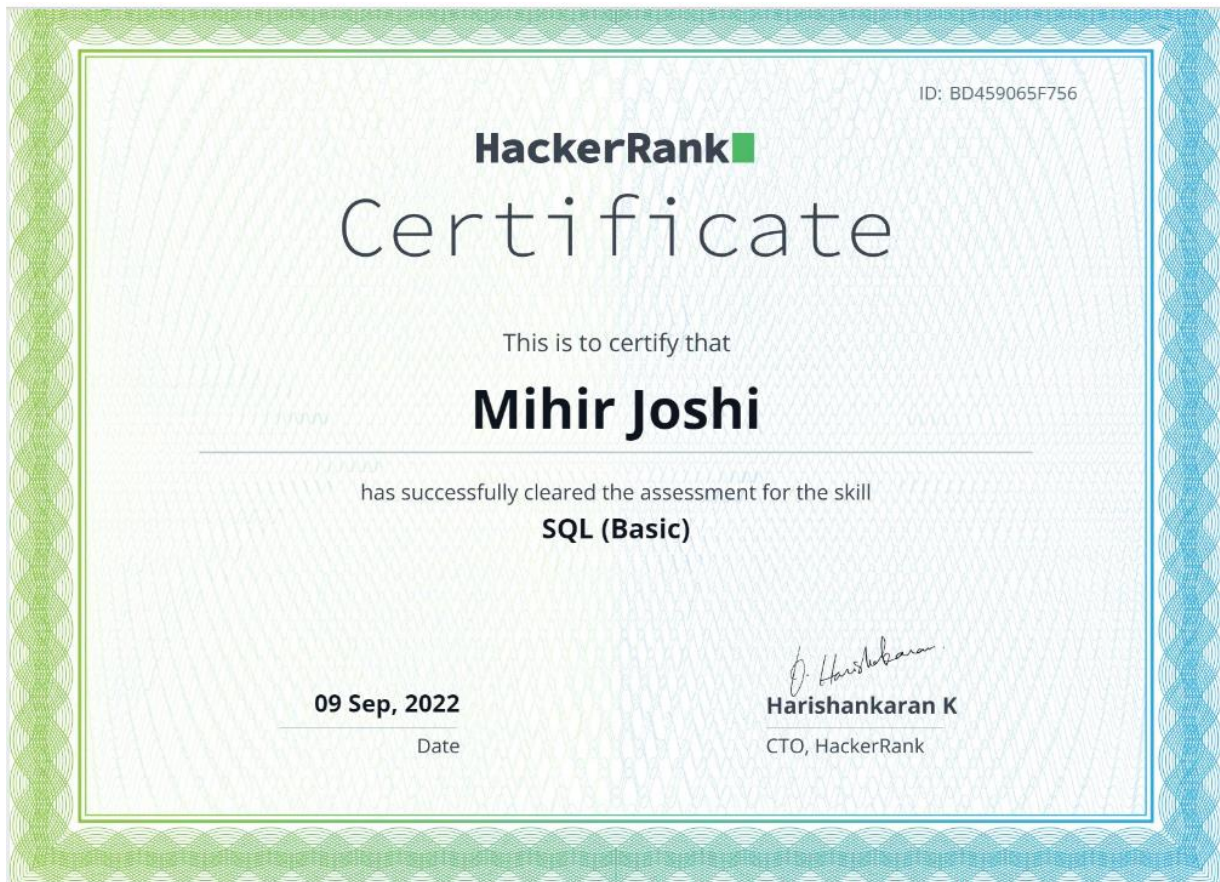 ID: BD459065F756
HackerRank
Certificate
This is to certify that
Mihir Joshi
has successfully cleared the assessment for the skill
SQL (Basic)
09 Sep, 2022
Date
Harishankaran K
CTO, HackerRank